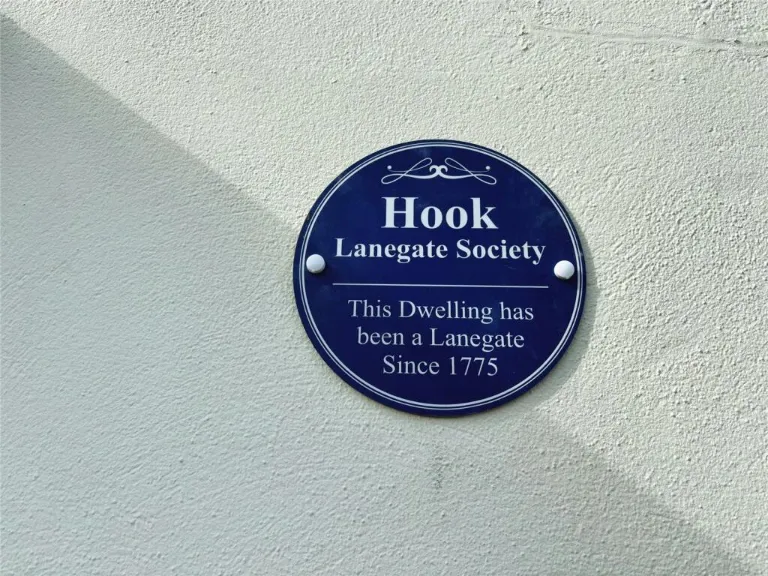 Hook
Lanegate Society
This Dwelling has
been a Lanegate
Since 1775